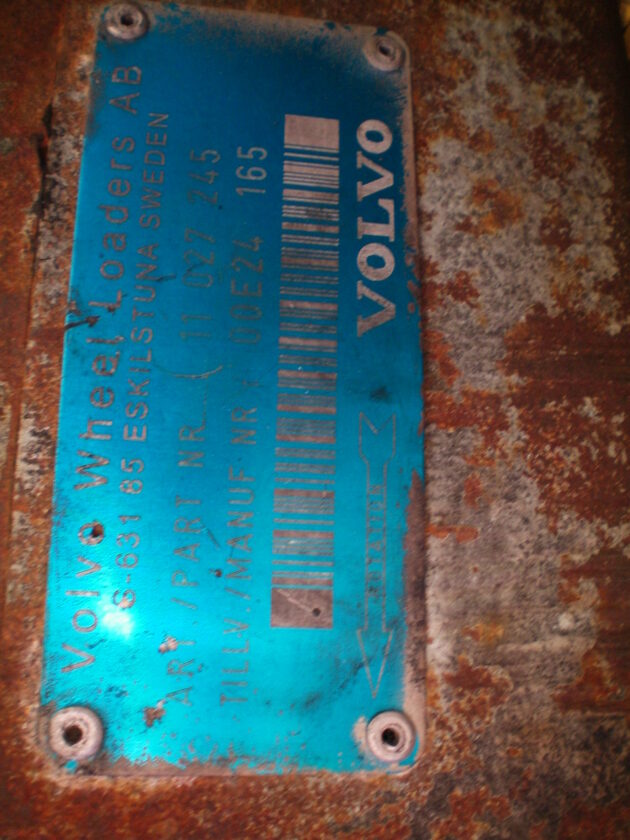 Volvo Wheel Loaders AB
S-631 85 ESKILSTUNA SWEDEN
ART./PART NR 11 027 245
TILLV./MANUF NR 00E24 165
VOLVO
ROTATION